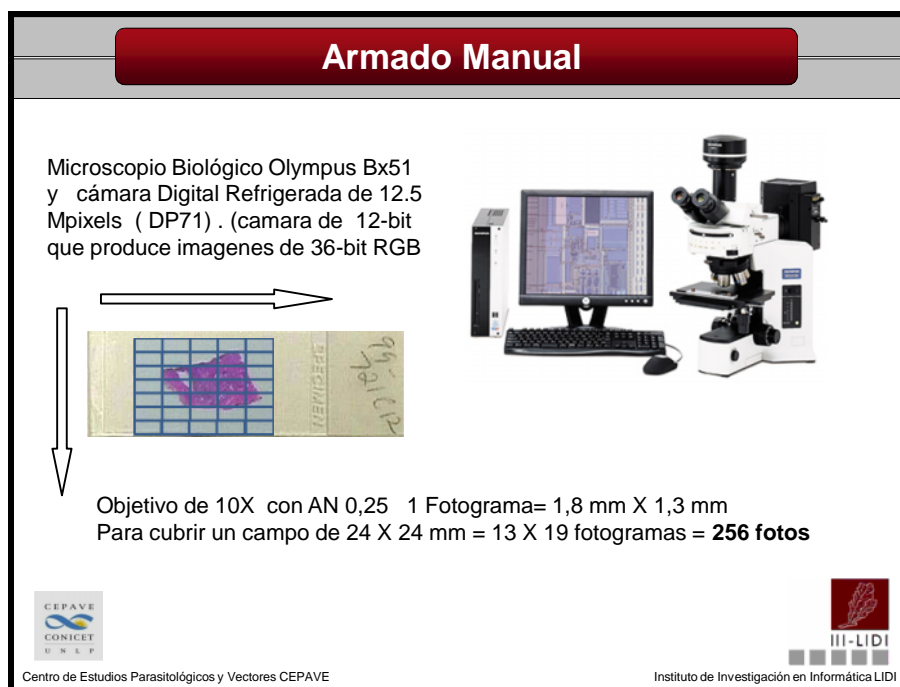 Armado Manual
Microscopio Biológico Olympus Bx51
y cámara Digital Refrigerada de 12.5
Mpixels ( DP71) . (camara de 12-bit
que produce imagenes de 36-bit RGB
SPECIMEN
Objetivo de 10X con AN 0,25 1 Fotograma= 1,8 mm X 1,3 mm
Para cubrir un campo de 24 X 24 mm = 13 X 19 fotogramas = 256 fotos
CEPAVE
CONICET
U N L P
III-LIDI
Centro de Estudios Parasitológicos y Vectores CEPAVE
Instituto de Investigación en Informática LIDI